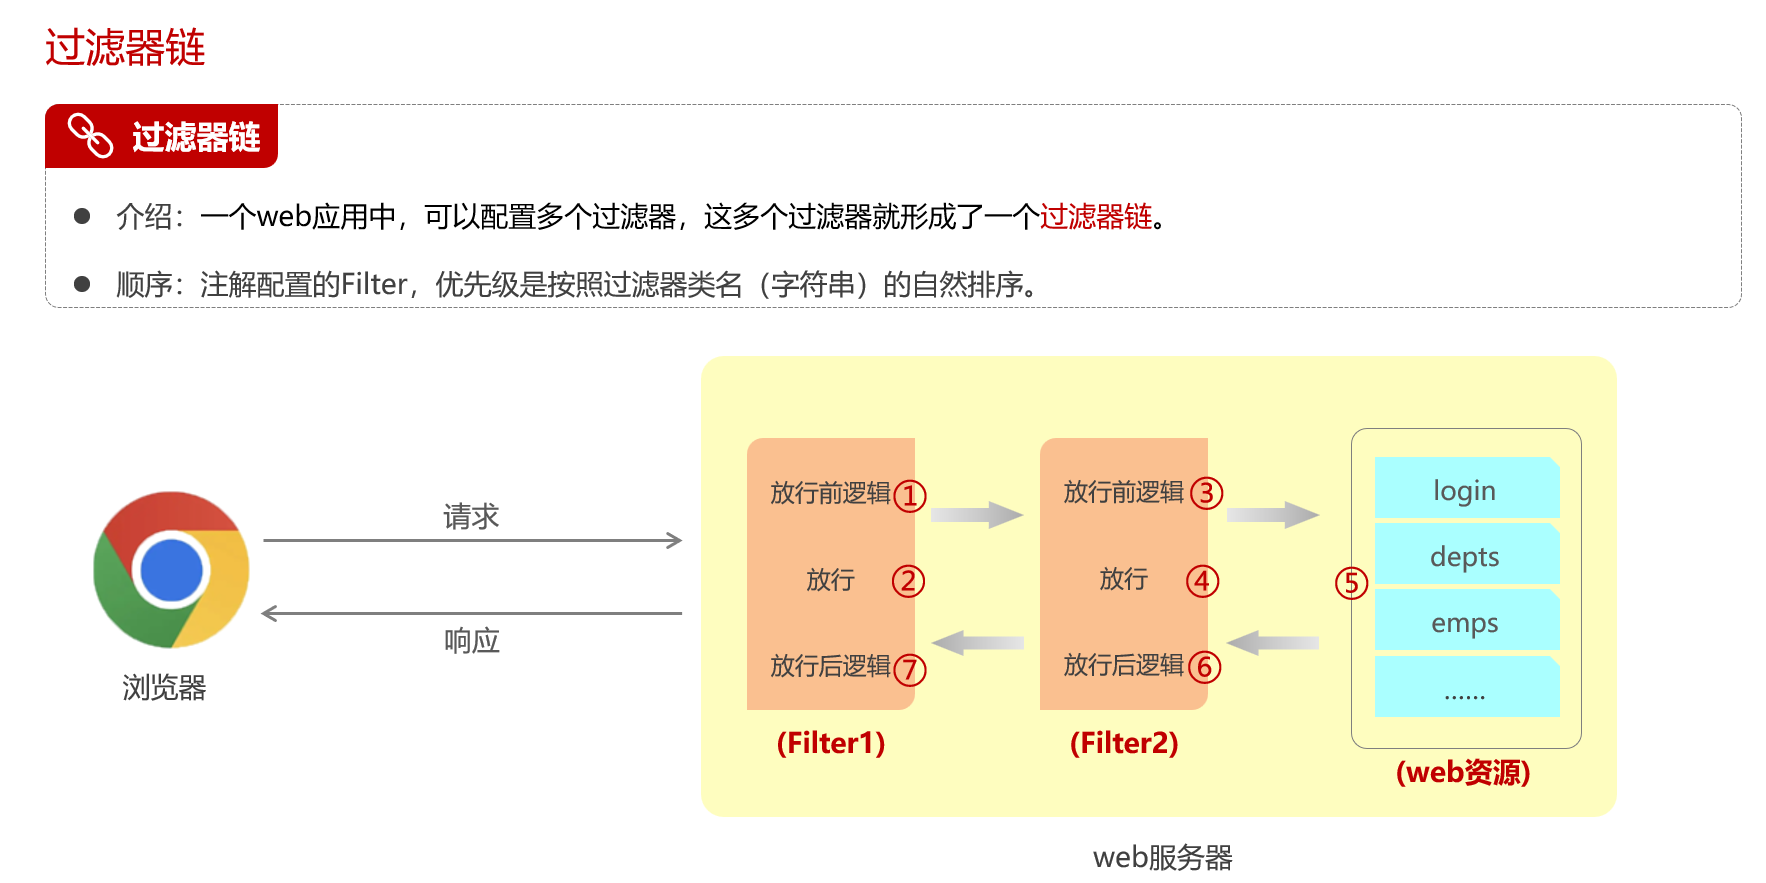 过滤器链
过滤器链
介绍：一个web应用中，可以配置多个过滤器，这多个过滤器就形成了一个过滤器链。
顺序：注解配置的Filter，优先级是按照过滤器类名（字符串）的自然排序。
请求
响应
浏览器
放行前逻辑①
放行 ②
放行后逻辑⑦
(Filter1)
放行前逻辑③
放行 ④
放行后逻辑⑥
(Filter2)
⑤
login
depts
emps
......
(web资源)
web服务器